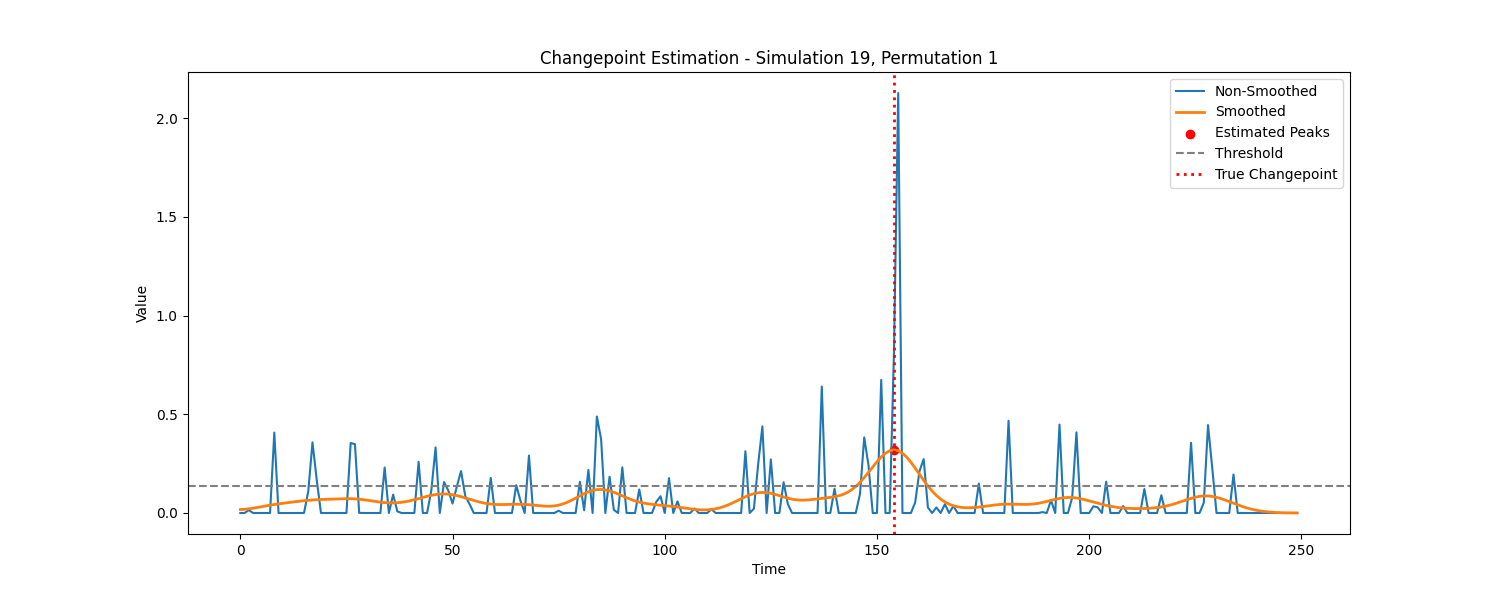 Changepoint Estimation - Simulation 19, Permutation 1
Non-Smoothed
Smoothed
Estimated Peaks
Threshold
True Changepoint
2.0
1.5
1.0
0.5
0.0
Value
0
50
100
150
200
250
Time